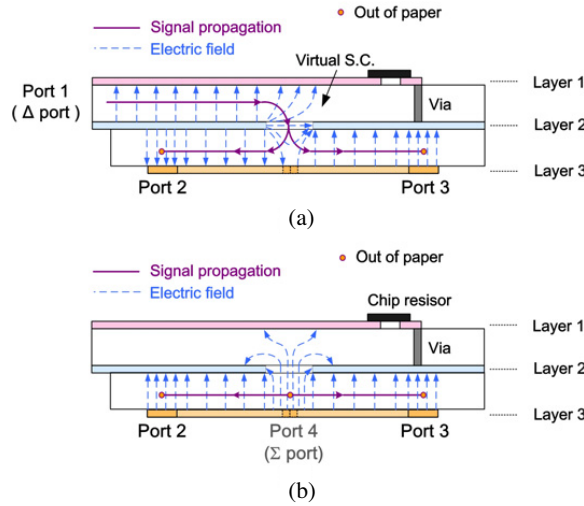 Signal propagation
Out of paper
Electric field
Virtual S.C.
Port 1
(Δ port)
Layer 1
Via
Layer 2
Layer 3
Port 2
Port 3
(a)
Signal propagation
Out of paper
Electric field
Chip resisor
Layer 1
Via
Layer 2
Layer 3
Port 2
Port 4
Port 3
(Σ port)
(b)